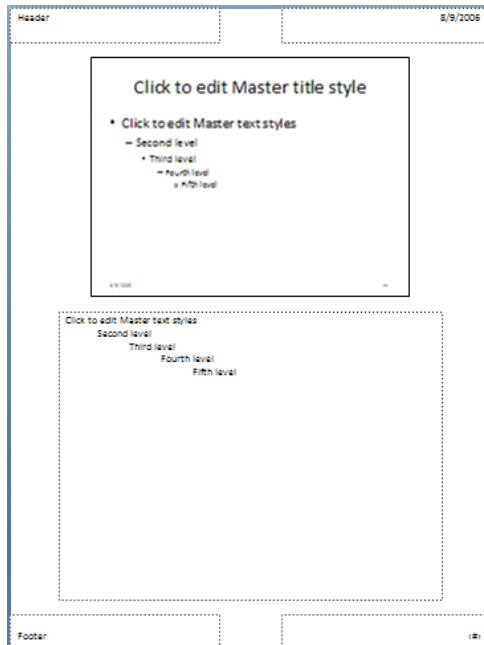 Header
8/9/2006
Click to edit Master title style
• Click to edit Master text styles
– Second level
• Third level
– Fourth level
» Fifth level
Click to edit Master text styles
Second level
Third level
Fourth level
Fifth level
Footer
(#)